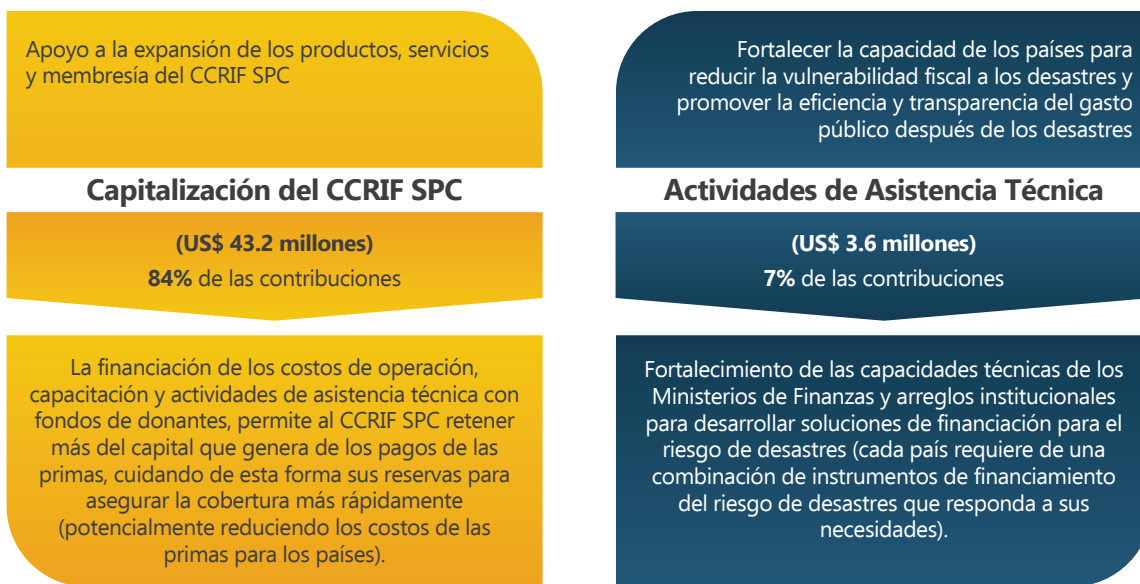 Apoyo a la expansión de los productos, servicios
y membresía del CCRIF SPC
Capitalización del CCRIF SPC
(US$ 43.2 millones)
84% de las contribuciones
La financiación de los costos de operación,
capacitación y actividades de asistencia técnica con
fondos de donantes, permite al CCRIF SPC retener
más del capital que genera de los pagos de las
primas, cuidando de esta forma sus reservas para
asegurar la cobertura más rápidamente
(potencialmente reduciendo los costos de las
primas para los países).
Fortalecer la capacidad de los países para
reducir la vulnerabilidad fiscal a los desastres y
promover la eficiencia y transparencia del gasto
público después de los desastres
Actividades de Asistencia Técnica
(US$ 3.6 millones)
7% de las contribuciones
Fortalecimiento de las capacidades técnicas de los
Ministerios de Finanzas y arreglos institucionales
para desarrollar soluciones de financiación para el
riesgo de desastres (cada país requiere de una
combinación de instrumentos de financiamiento
del riesgo de desastres que responda a sus
necesidades).